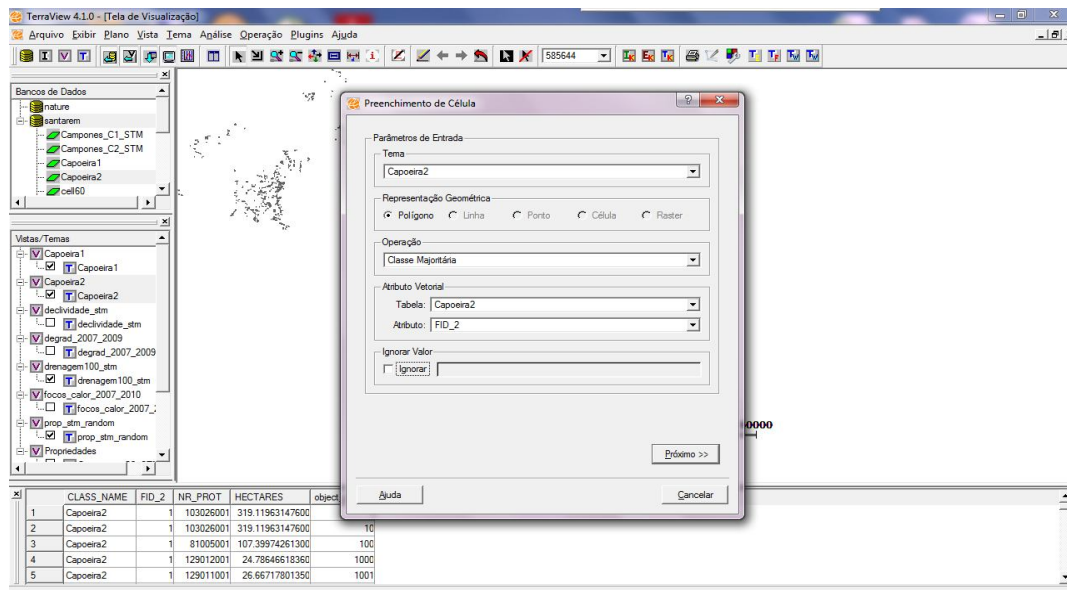 TerraView 4.1.0 - [Tela de Visualização]
Arquivo Exibir Plano Vista Tema Análise Operação Plugins Ajuda
585644
Bancos de Dados
nature
santarem
Campones_C1_STM
Campones_C2_STM
Capoeira1
Capoeira2
cell60
Vistas/Temas
Capoeira1
Capoeira1
Capoeira2
Capoeira2
declividade_stm
declividade_stm
degrad_2007_2009
degrad_2007_2009
drenagem100_stm
drenagem100_stm
focos_calor_2007_2010
focos_calor_2007_
prop_stm_random
prop_stm_random
Propriedades
Preenchimento de Célula
Parâmetros de Entrada
Tema
Capoeira2
Representação Geométrica
Polígono Linha Ponto Célula Raster
Operação
Classe Majoritária
Atributo Vetorial
Tabela: Capoeira2
Atributo: FID_2
Ignorar Valor
Ignorar
Próximo >>
Ajuda Cancelar
0000
CLASS_NAME FID_2 NR_PROT HECTARES object_
1 Capoeira2 1 103026001 319.11963147600
2 Capoeira2 1 103026001 319.11963147600 10
3 Capoeira2 1 81005001 107.39974261300 100
4 Capoeira2 1 129012001 24.78646618360 1000
5 Capoeira2 1 129011001 26.66717801350 1001